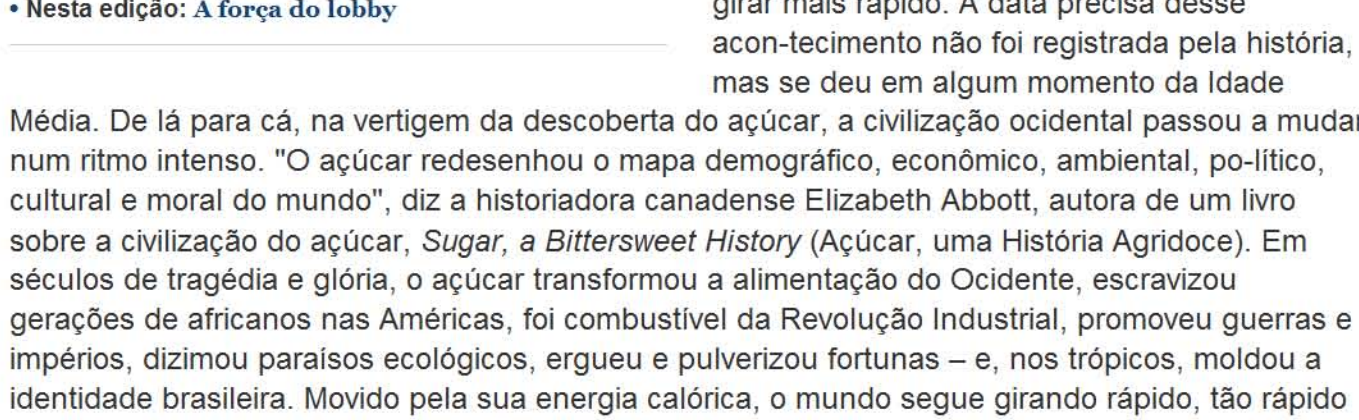 • Nesta edição: A força do lobby
girar mais rápido. A data precisa desse
acon-tecimento não foi registrada pela história,
mas se deu em algum momento da Idade
Média. De lá para cá, na vertigem da descoberta do açúcar, a civilização ocidental passou a mudar
num ritmo intenso. "O açúcar redesenhou o mapa demográfico, econômico, ambiental, po-lítico,
cultural e moral do mundo", diz a historiadora canadense Elizabeth Abbott, autora de um livro
sobre a civilização do açúcar, Sugar, a Bittersweet History (Açúcar, uma História Agridoce). Em
séculos de tragédia e glória, o açúcar transformou a alimentação do Ocidente, escravizou
gerações de africanos nas Américas, foi combustível da Revolução Industrial, promoveu guerras e
impérios, dizimou paraísos ecológicos, ergueu e pulverizou fortunas – e, nos trópicos, moldou a
identidade brasileira. Movido pela sua energia calórica, o mundo segue girando rápido, tão rápido